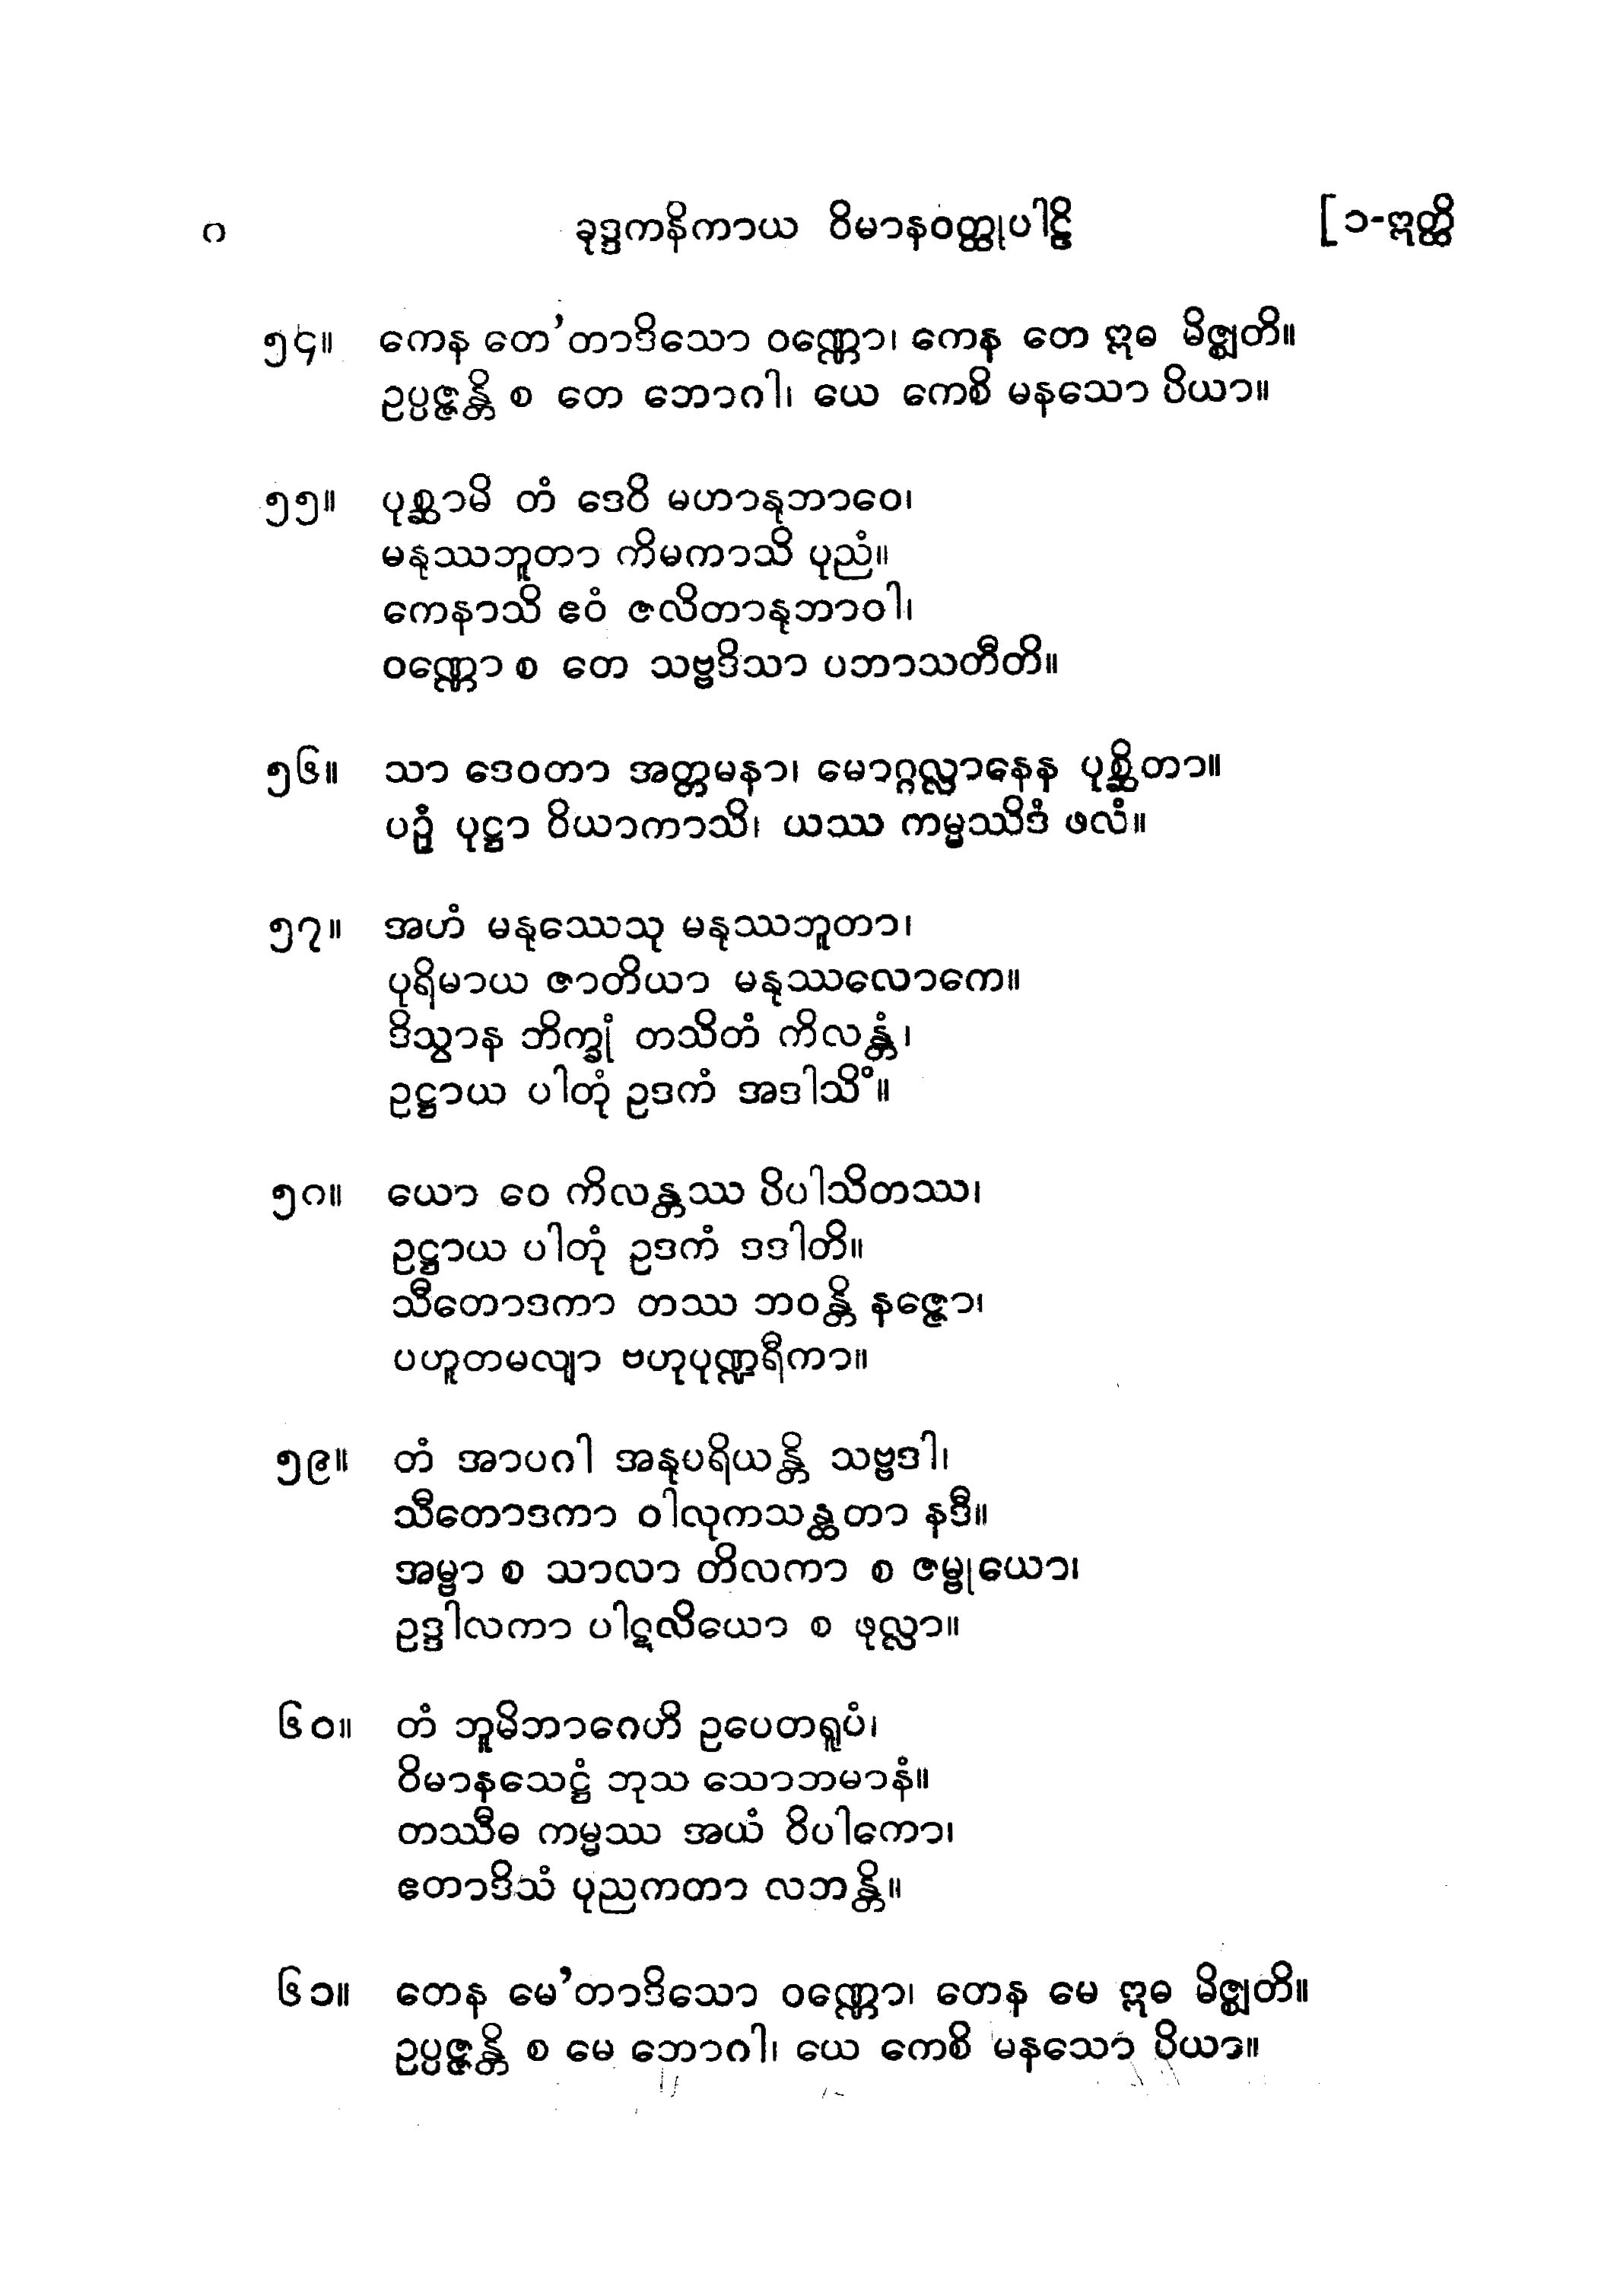 ၈ ခုဒ္ဒကနိကာယ ဝိမာနဝတ္ထုပါဠိ [၁-ဣတ္ထိ
၅၄။ ကေန တေ’တာဒိသော ဝဏ္ဏော၊ ကေန တေ ဣဓ မိဇ္ဈတိ။
ဥပ္ပဇ္ဇန္တိ စ တေ ဘောဂါ၊ ယေ ကေစိ မနသော ပိယာ။
၅၅။ ပုစ္ဆာမိ တံ ဒေဝိ မဟာနုဘာဝေ၊
မနုဿဘူတာ ကိမကာသိ ပုညံ။
ကေနာသိ ဧဝံ ဇလိတာနုဘာဝါ၊
ဝဏ္ဏော စ တေ သဗ္ဗဒိသာ ပဘာသတီတိ။
၅၆။ သာ ဒေဝတာ အတ္တမနာ၊ မောဂ္ဂလ္လာနေန ပုစ္ဆိတာ။
ပဉှံ ပုဋ္ဌာ ဝိယာကာသိ၊ ယဿ ကမ္မဿိဒံ ဖလံ။
၅၇။ အဟံ မနုဿေသု မနုဿဘူတာ၊
ပုရိမာယ ဇာတိယာ မနုဿလောကေ။
ဒိသွာန ဘိက္ခုံ တသိတံ ကိလန္တံ၊
ဥဋ္ဌာယ ပါတုံ ဥဒကံ အဒါသိံ။
၅၈။ ယော ဝေ ကိလန္တဿ ပိပါသိတဿ၊
ဥဋ္ဌာယ ပါတုံ ဥဒကံ ဒဒါတိ။
သီတောဒကာ တဿ ဘဝန္တိ နဇ္ဇော၊
ပဟူတမလျာ ဗဟုပုဏ္ဍရီကာ။
၅၉။ တံ အာပဂါ အနုပရိယန္တိ သဗ္ဗဒါ၊
သီတောဒကာ ဝါလုကသန္ထတာ နဒီ။
အမ္ဗာ စ သာလာ တိလကာ စ ဇမ္ဗုယော၊
ဥဒ္ဒါလကာ ပါဋလိယော စ ဖုလ္လာ။
၆၀။ တံ ဘူမိဘာဂေဟိ ဥပေတရူပံ၊
ဝိမာနသေဋ္ဌံ ဘုသ သောဘမာနံ။
တဿီဓ ကမ္မဿ အယံ ဝိပါကော၊
ဧတာဒိသံ ပုညကတာ လဘန္တိ။
၆၁။ တေန မေ’တာဒိသော ဝဏ္ဏော၊ တေန မေ ဣဓ မိဇ္ဈတိ။
ဥပ္ပဇ္ဇန္တိ စ မေ ဘောဂါ၊ ယေ ကေစိ မနသော ပိယာ။